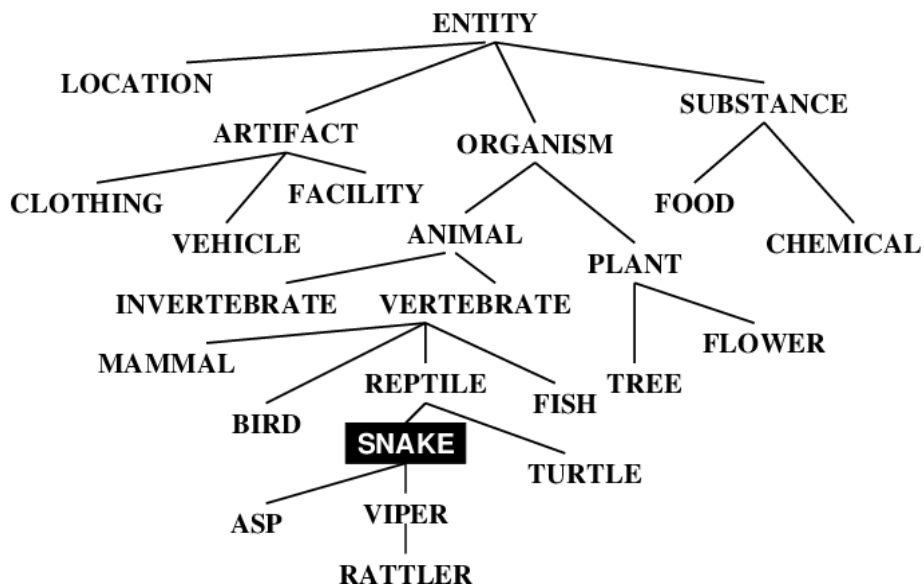 ENTITY
LOCATION
SUBSTANCE
ARTIFACT
ORGANISM
CLOTHING
FACILITY
FOOD
VEHICLE
ANIMAL
CHEMICAL
PLANT
INVERTEBRATE
VERTEBRATE
FLOWER
MAMMAL
REPTILE
TREE
FISH
BIRD
SNAKE
TURTLE
ASP
VIPER
RATTLER